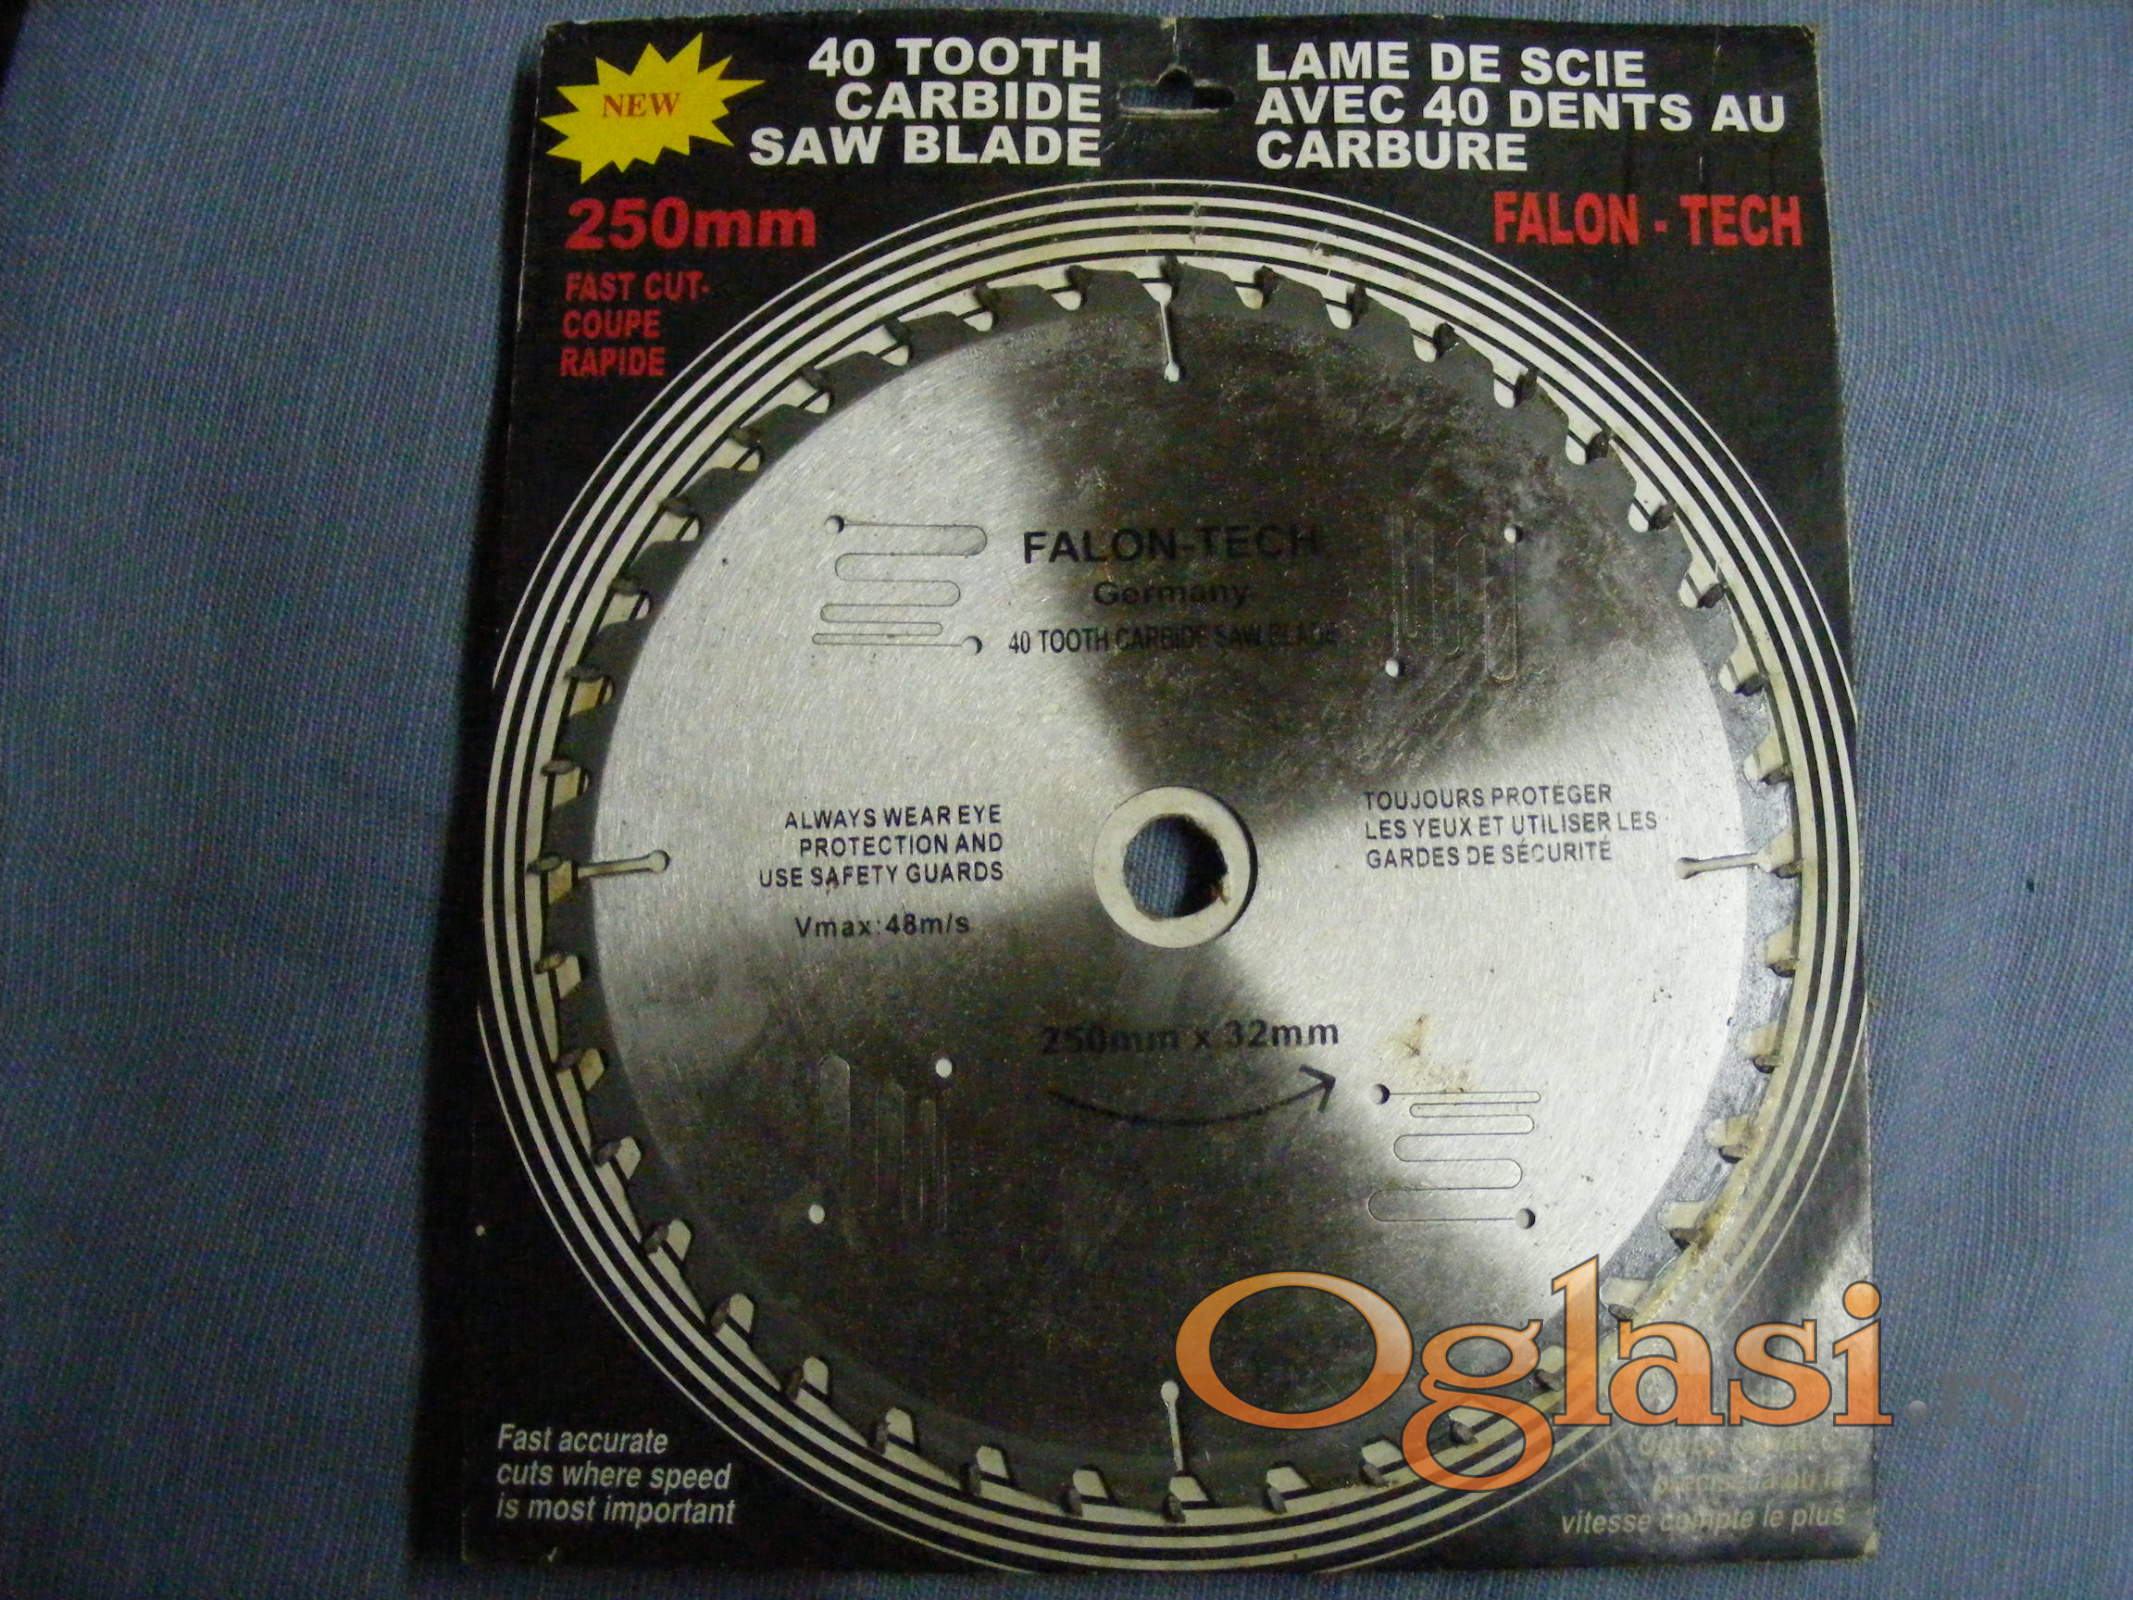 NEW
40 TOOTH
CARBIDE
SAW BLADE
LAME DE SCIE
AVEC 40 DENTS AU
CARBURE
250mm
FALON - TECH
FAST CUT-
COUPE
RAPIDE
FALON-TECH
Germany
40 TOOTH CARBIDE SAW BLADE
ALWAYS WEAR EYE
PROTECTION AND
USE SAFETY GUARDS
Vmax:48m/s
TOUJOURS PROTEGER
LES YEUX ET UTILISER LES
GARDES DE SÉCURITÉ
250mm x 32mm
Oglasi.rs
Fast accurate
cuts where speed
is most important
vitesse compte le plus